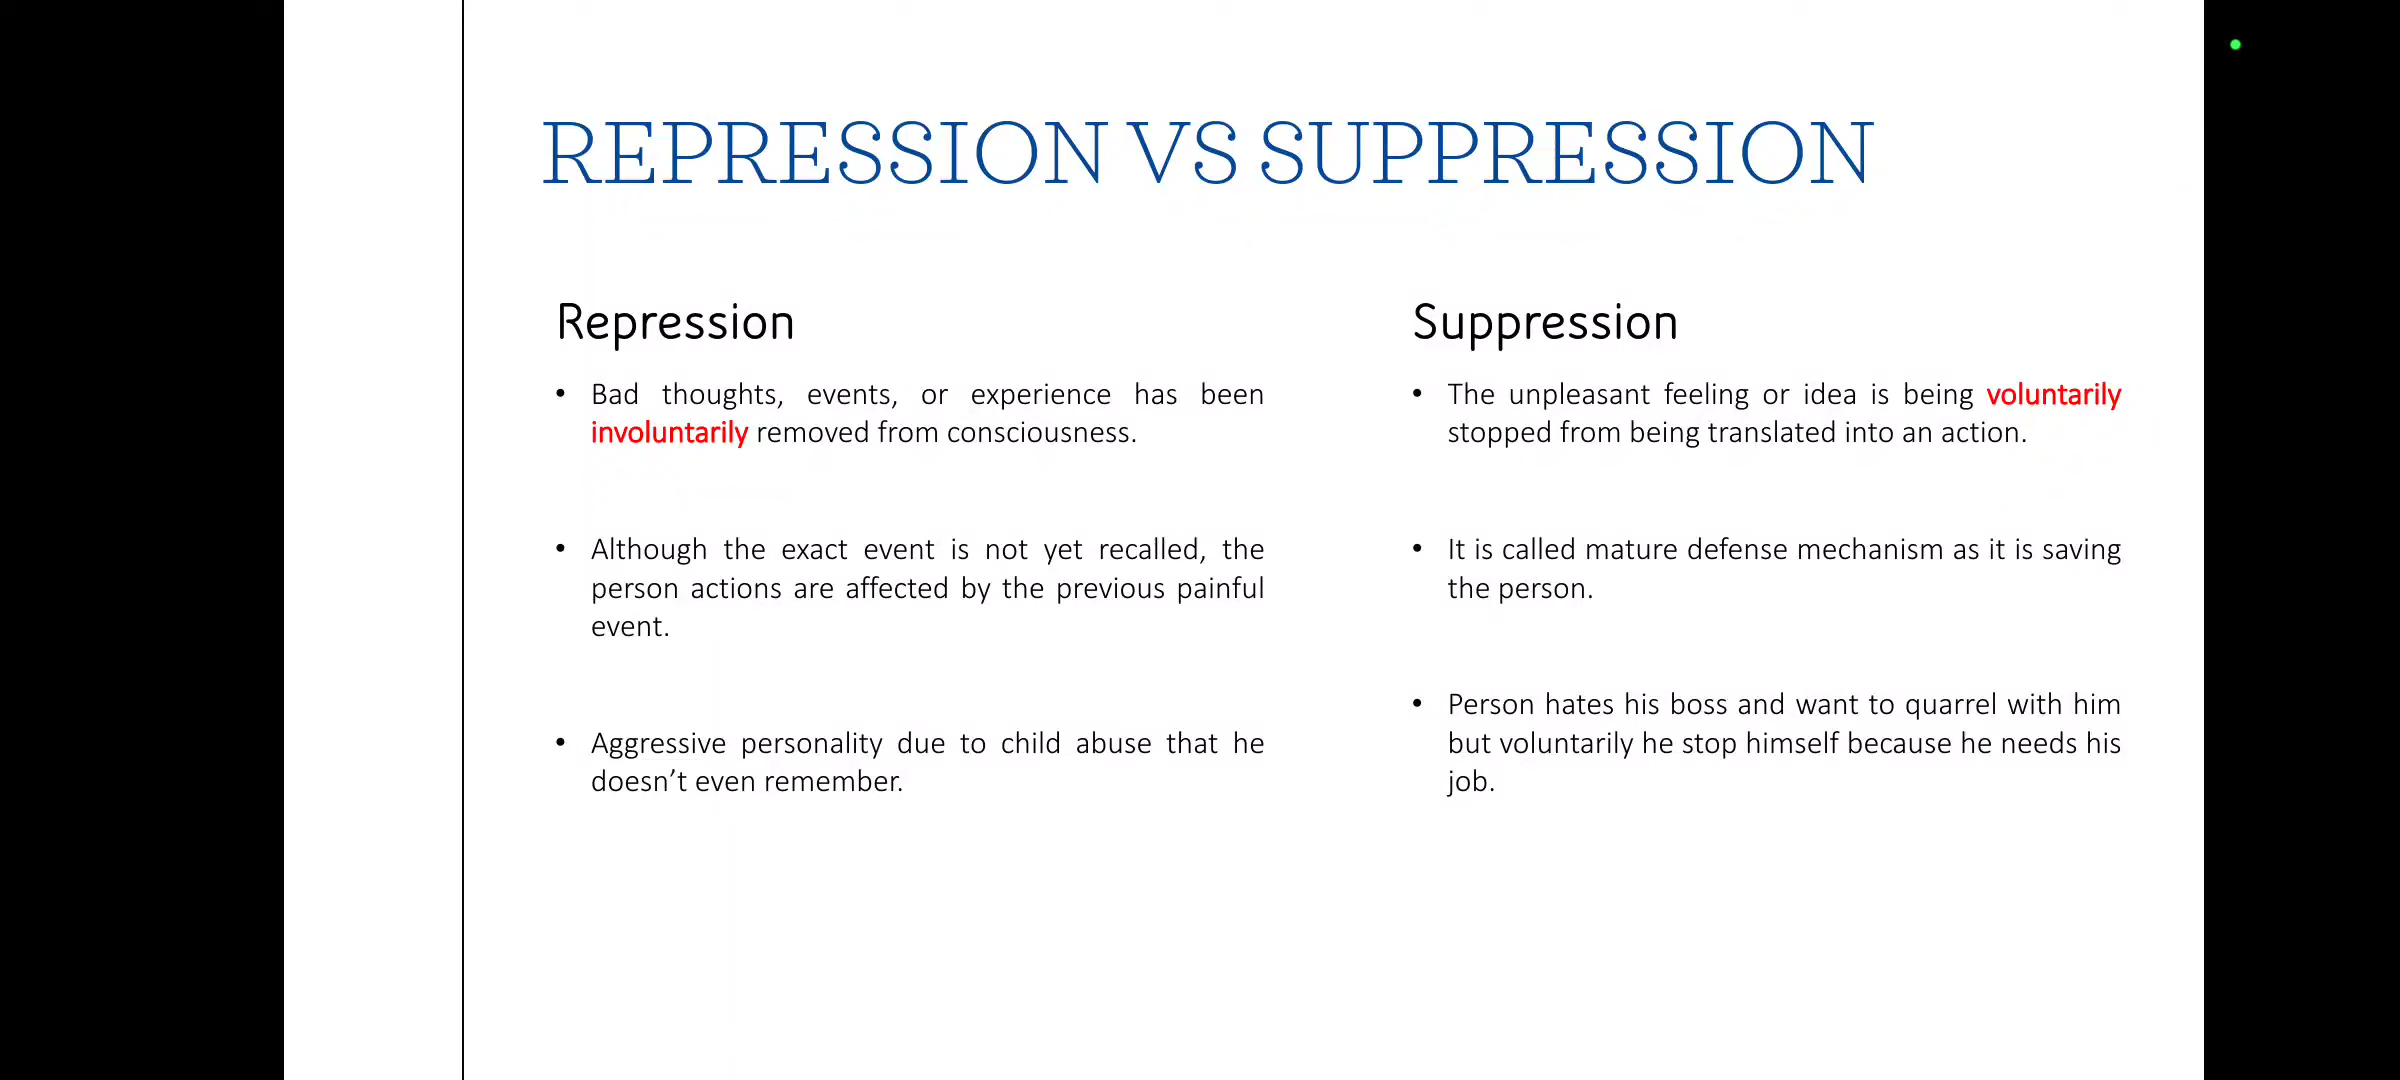 REPRESSION VS SUPPRESSION
Repression
• Bad thoughts, events, or experience has been
involuntarily removed from consciousness.
• Although the exact event is not yet recalled, the
person actions are affected by the previous painful
event.
• Aggressive personality due to child abuse that he
doesn’t even remember.
Suppression
• The unpleasant feeling or idea is being voluntarily
stopped from being translated into an action.
• It is called mature defense mechanism as it is saving
the person.
• Person hates his boss and want to quarrel with him
but voluntarily he stop himself because he needs his
job.